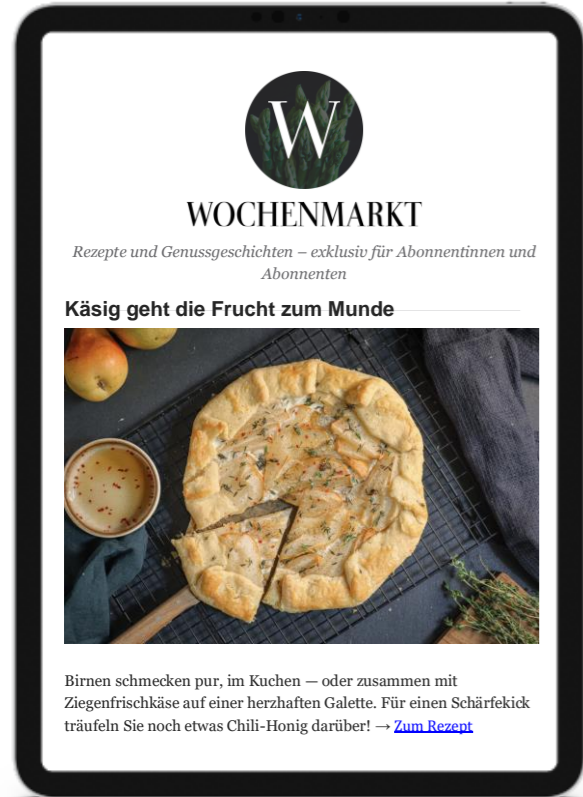 W
WOCHENMARKT
Rezepte und Genussgeschichten – exklusiv für Abonnentinnen und
Abonnenten
Käsig geht die Frucht zum Munde
Birnen schmecken pur, im Kuchen — oder zusammen mit
Ziegenfrischkäse auf einer herzhaften Galette. Für einen Schärfekick
träufeln Sie noch etwas Chili-Honig darüber! → Zum Rezept